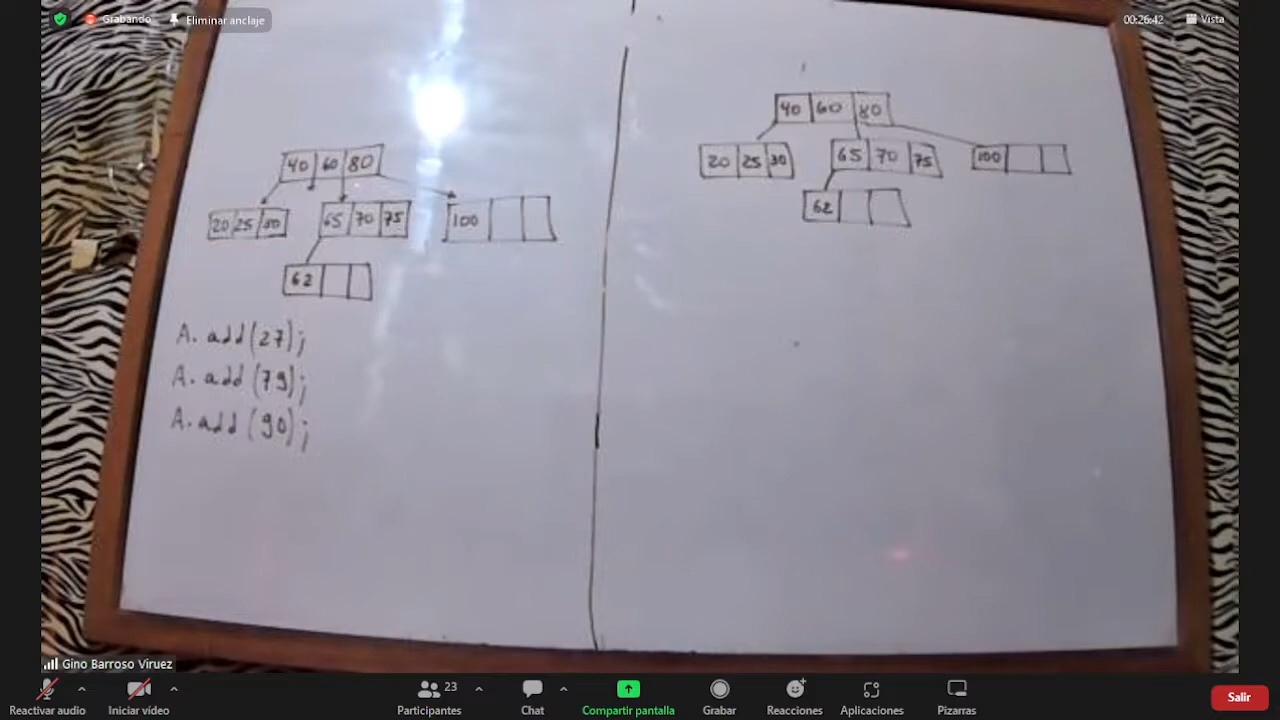 Grabando
Eliminar anclaje
00:26:42
Vista
40 60 80
20 25 30
65 70 75
100
62
A. add(27);
A. add(79);
A. add(90);
40 60 80
20 25 30
65 70 75
100
62
Gino Barroso Viruez
Reactivar audio
Iniciar vídeo
Participantes
23
Chat
Compartir pantalla
Grabar
Reacciones
Aplicaciones
Pizarras
Salir